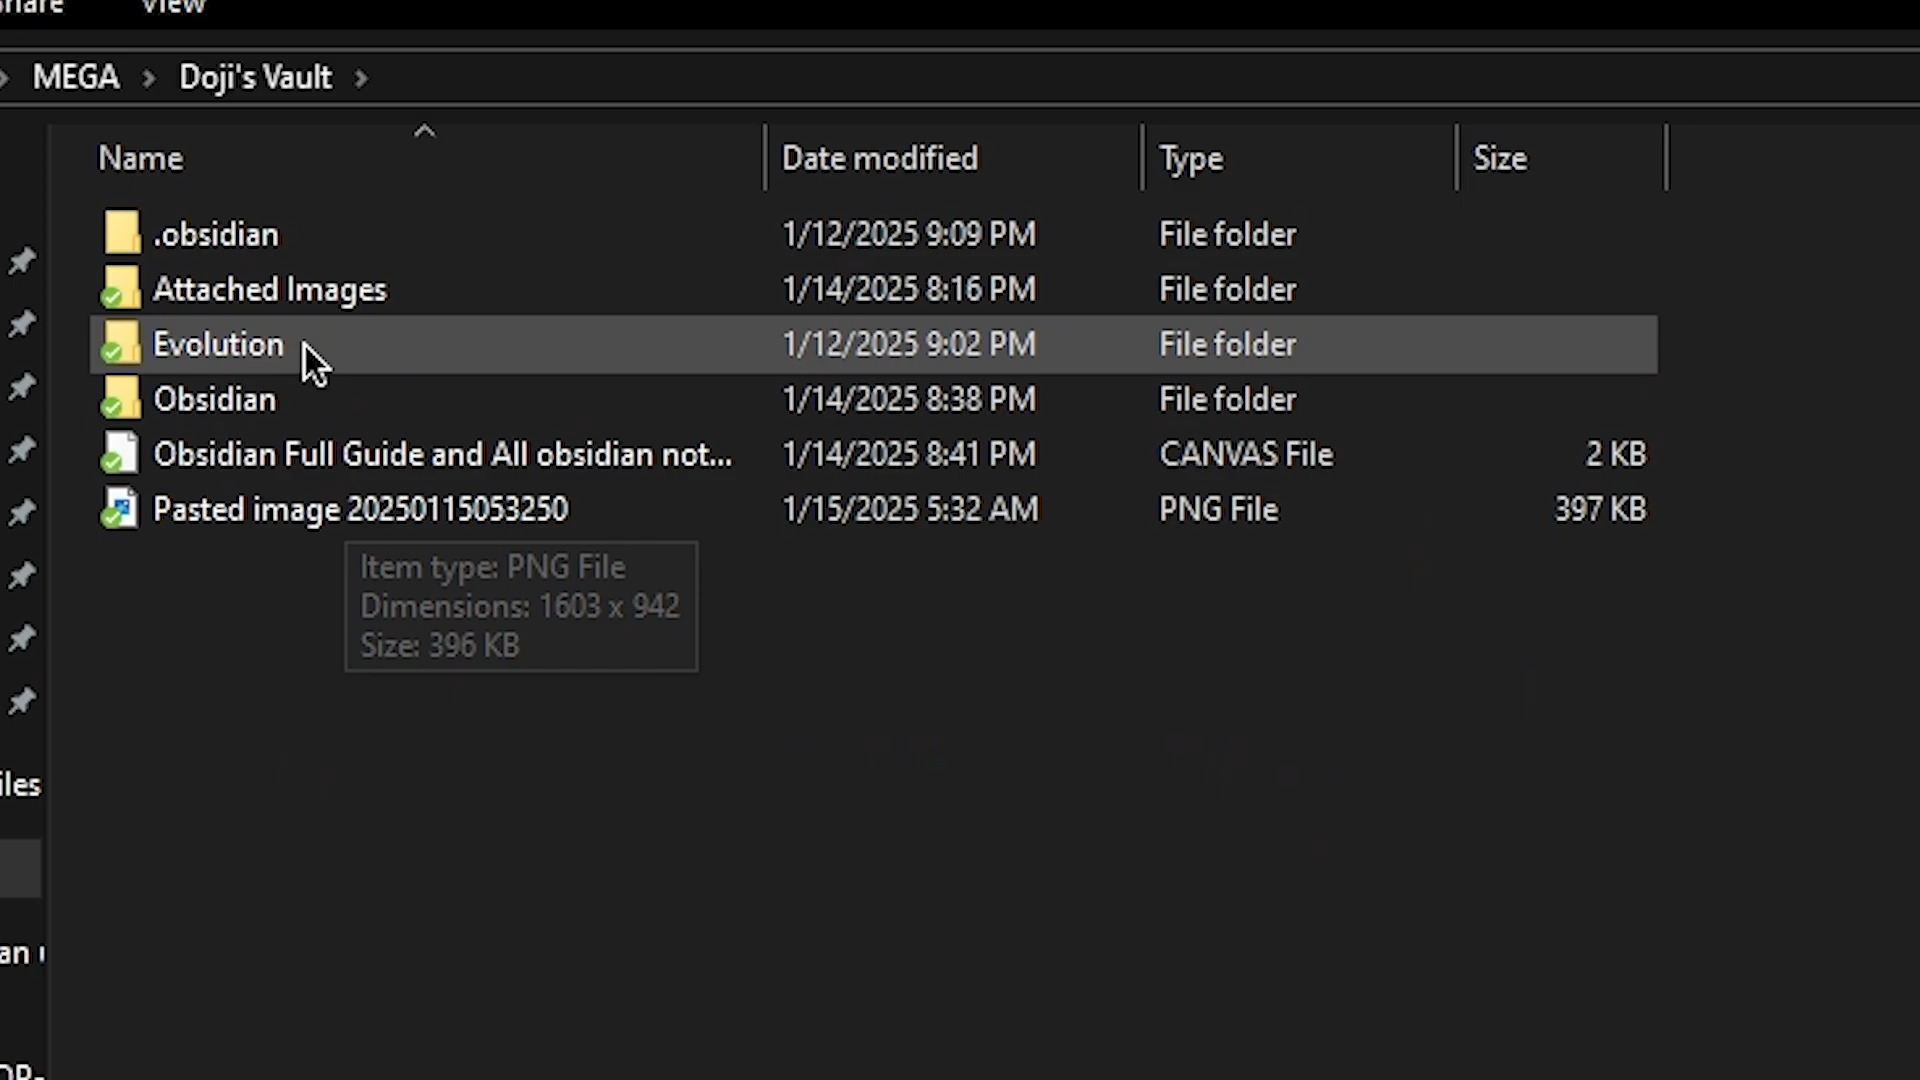 Share View
MEGA Doji's Vault
Name Date modified Type Size
.obsidian 1/12/2025 9:09 PM File folder
Attached Images 1/14/2025 8:16 PM File folder
Evolution 1/12/2025 9:02 PM File folder
Obsidian 1/14/2025 8:38 PM File folder
Obsidian Full Guide and All obsidian not... 1/14/2025 8:41 PM CANVAS File 2 KB
Pasted image 20250115053250 1/15/2025 5:32 AM PNG File 397 KB
Item type: PNG File
Dimensions: 1603 x 942
Size: 396 KB
iles
an